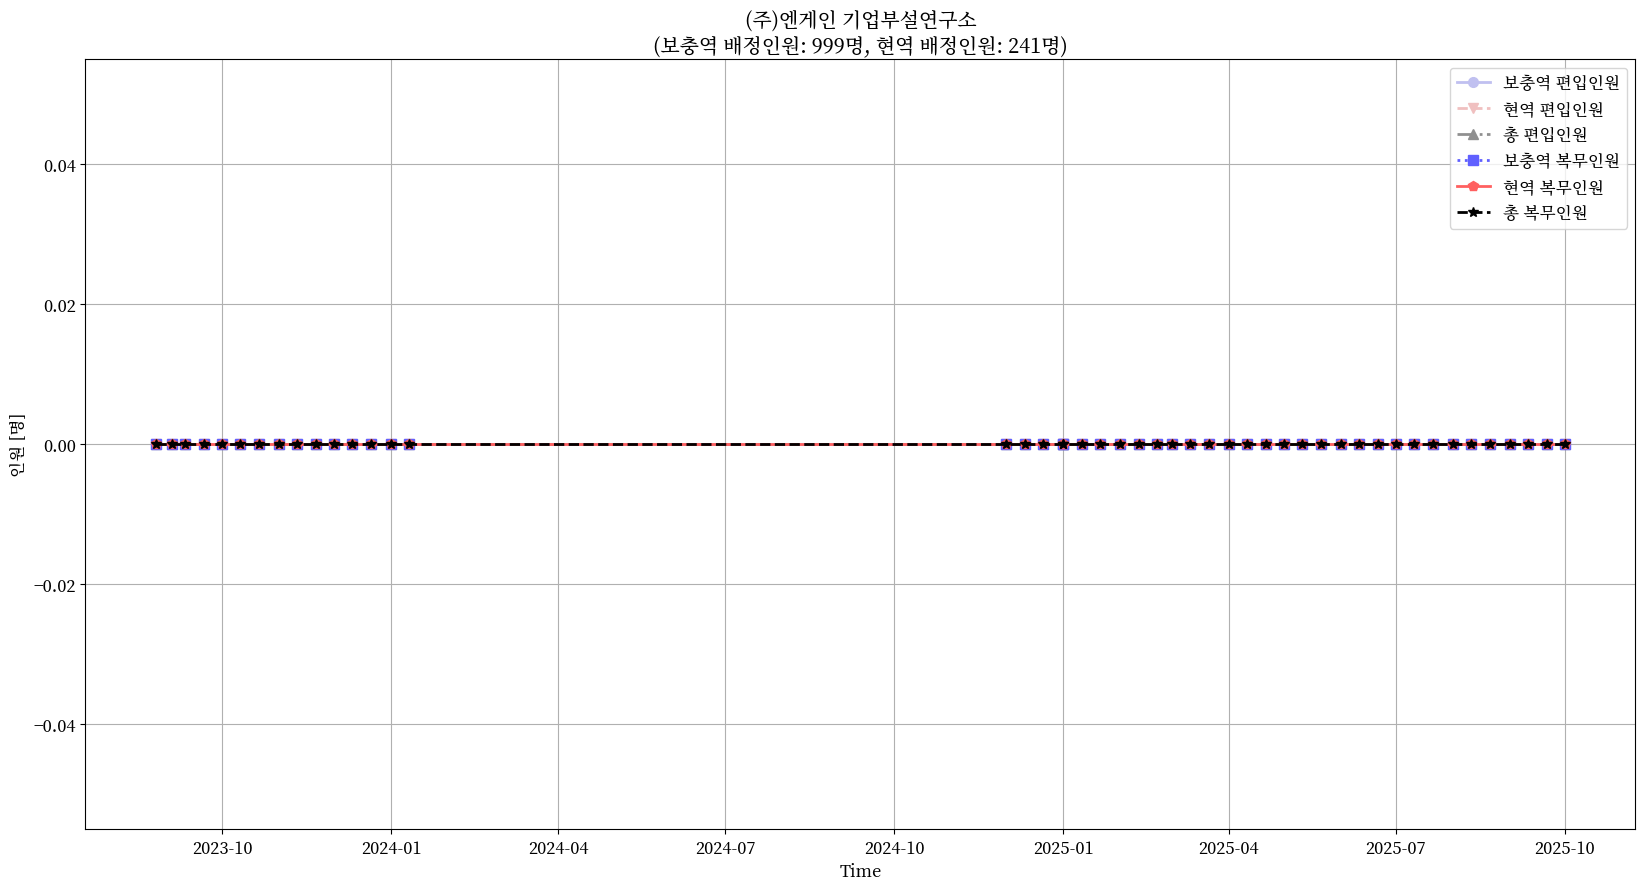 (주)엔게인 기업부설연구소
(보충역 배정인원: 999명, 현역 배정인원: 241명)
보충역 편입인원
현역 편입인원
총 편입인원
보충역 복무인원
현역 복무인원
총 복무인원
0.04
0.02
0.00
−0.02
−0.04
인원 [명]
2023-10 2024-01 2024-04 2024-07 2024-10 2025-01 2025-04 2025-07 2025-10
Time